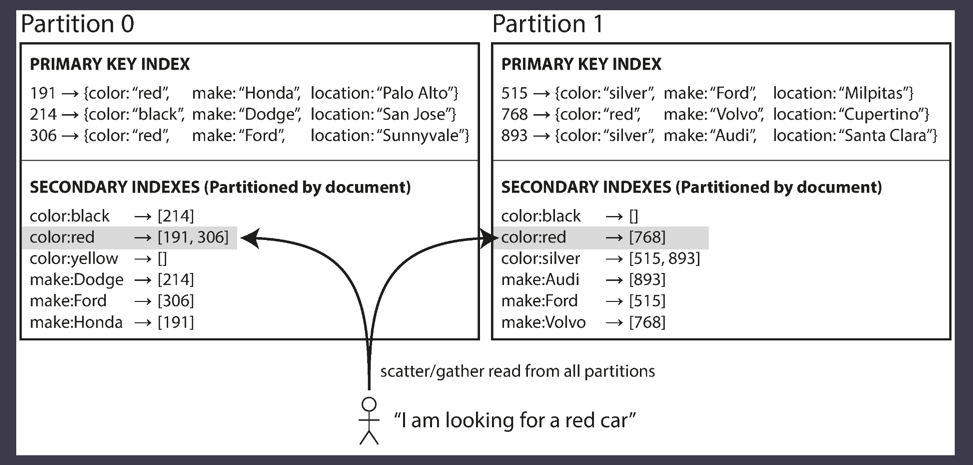 Partition 0
PRIMARY KEY INDEX
191 → {color: “red”, make: “Honda”, location: “Palo Alto”}
214 → {color: “black”, make: “Dodge”, location: “San Jose”}
306 → {color: “red”, make: “Ford”, location: “Sunnyvale”}
SECONDARY INDEXES (Partitioned by document)
color:black → [214]
color:red → [191, 306]
color:yellow → []
make:Dodge → [214]
make:Ford → [306]
make:Honda → [191]
Partition 1
PRIMARY KEY INDEX
515 → {color: “silver”, make: “Ford”, location: “Milpitas”}
768 → {color: “red”, make: “Volvo”, location: “Cupertino”}
893 → {color: “silver”, make: “Audi”, location: “Santa Clara”}
SECONDARY INDEXES (Partitioned by document)
color:black → []
color:red → [768]
color:silver → [515, 893]
make:Audi → [893]
make:Ford → [515]
make:Volvo → [768]
scatter/gather read from all partitions
“I am looking for a red car”